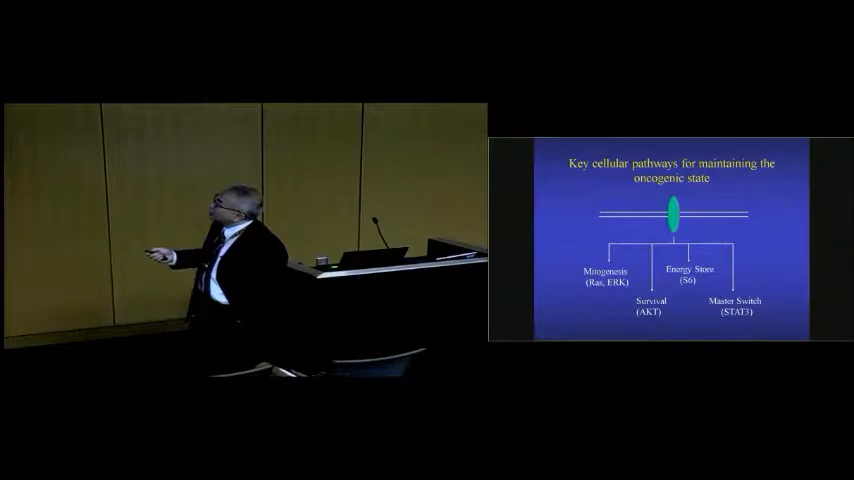 Key cellular pathways for maintaining the
oncogenic state
Mitogenesis
(Ras, ERK)
Survival
(AKT)
Energy Store
(S6)
Master Switch
(STAT3)